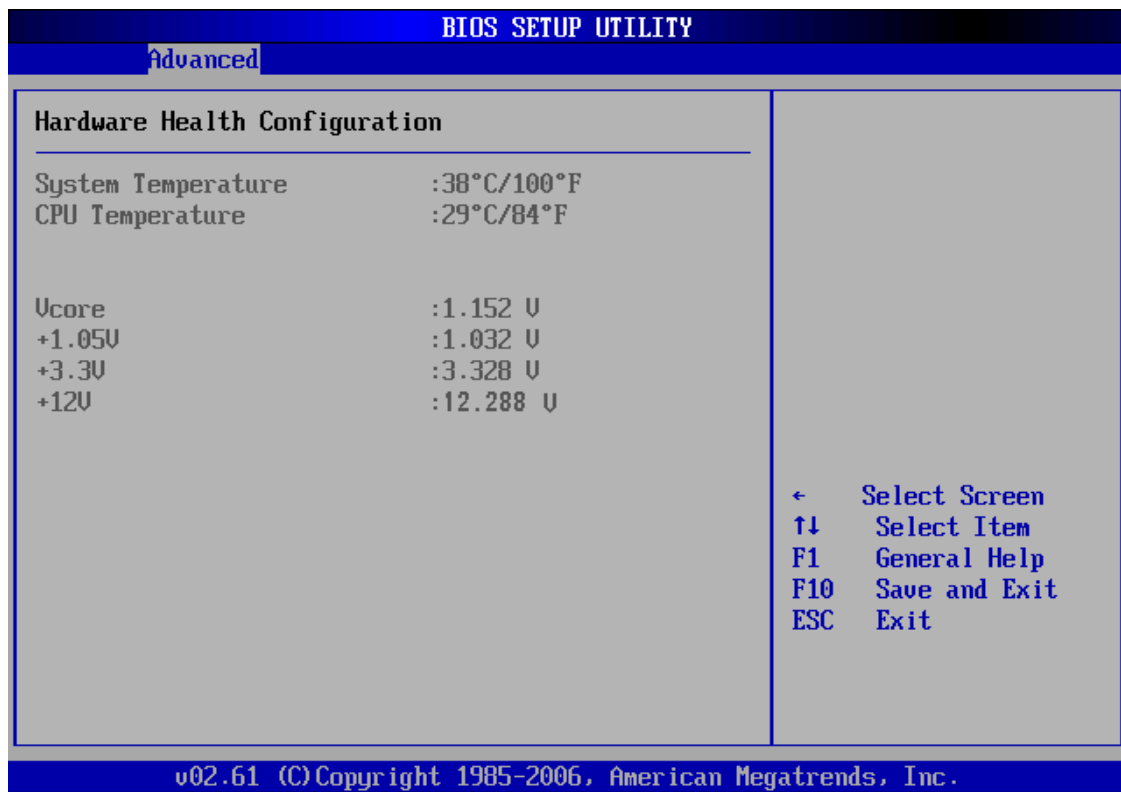 BIOS SETUP UTILITY
Advanced
Hardware Health Configuration
System Temperature :38°C/100°F
CPU Temperature :29°C/84°F
Vcore :1.152 V
+1.05V :1.032 V
+3.3V :3.328 V
+12V :12.288 V
← Select Screen
↑↓ Select Item
F1 General Help
F10 Save and Exit
ESC Exit
v02.61 (C)Copyright 1985-2006, American Megatrends, Inc.